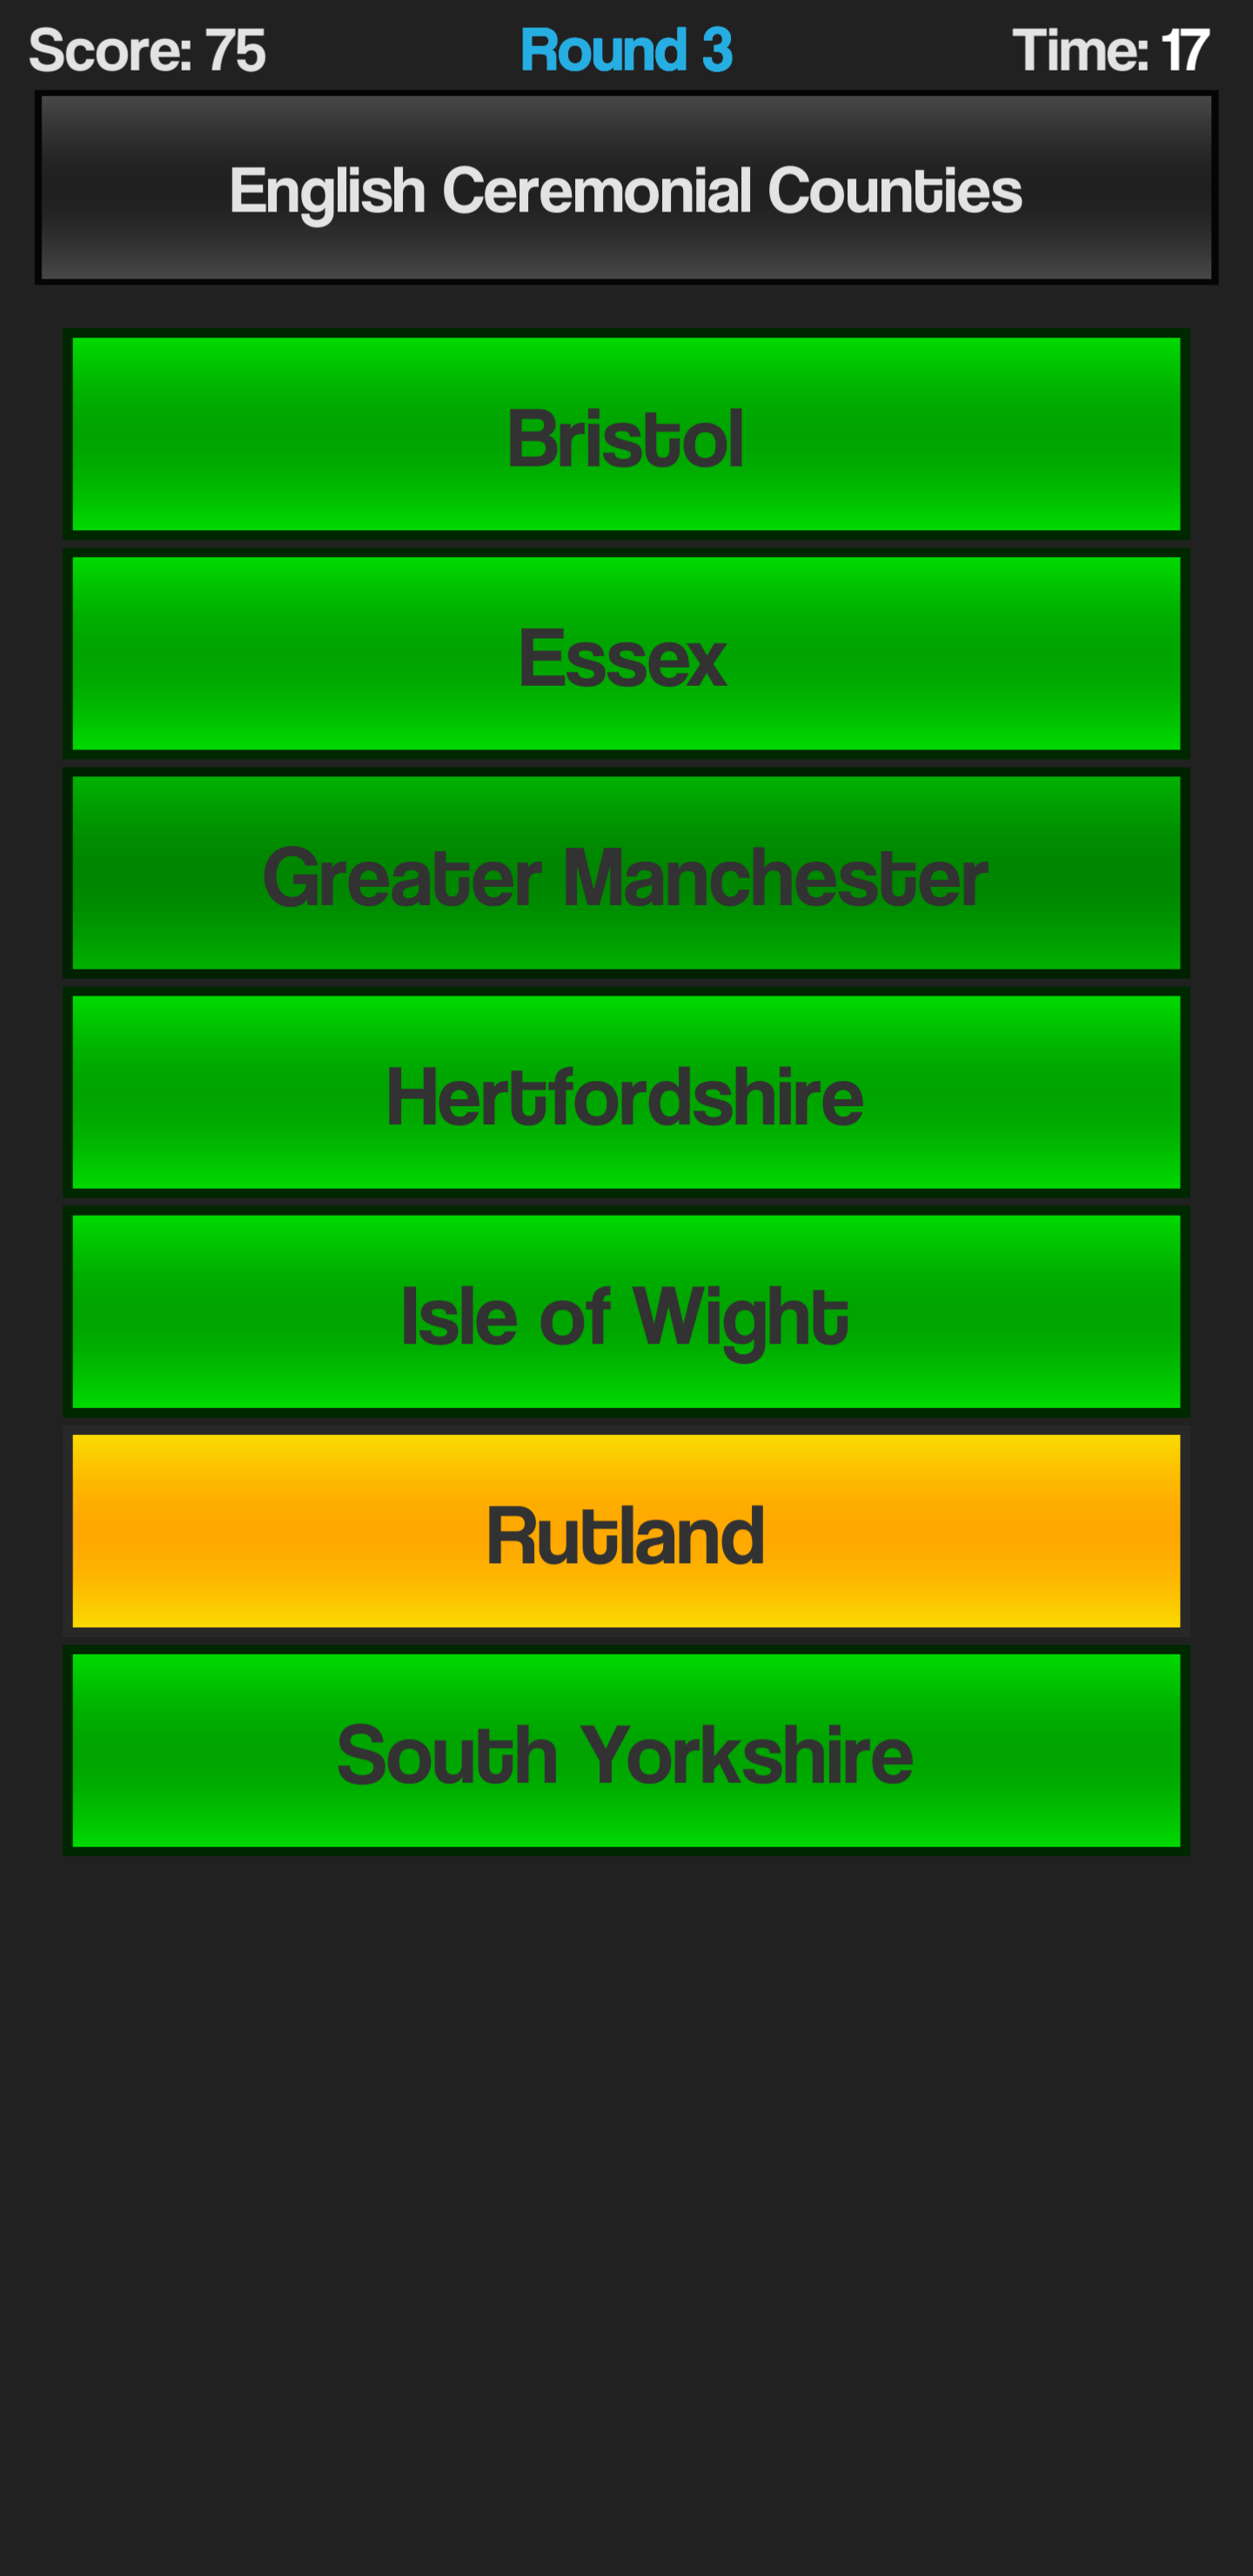 Score: 75
Round 3
Time: 17
English Ceremonial Counties
Bristol
Essex
Greater Manchester
Hertfordshire
Isle of Wight
Rutland
South Yorkshire